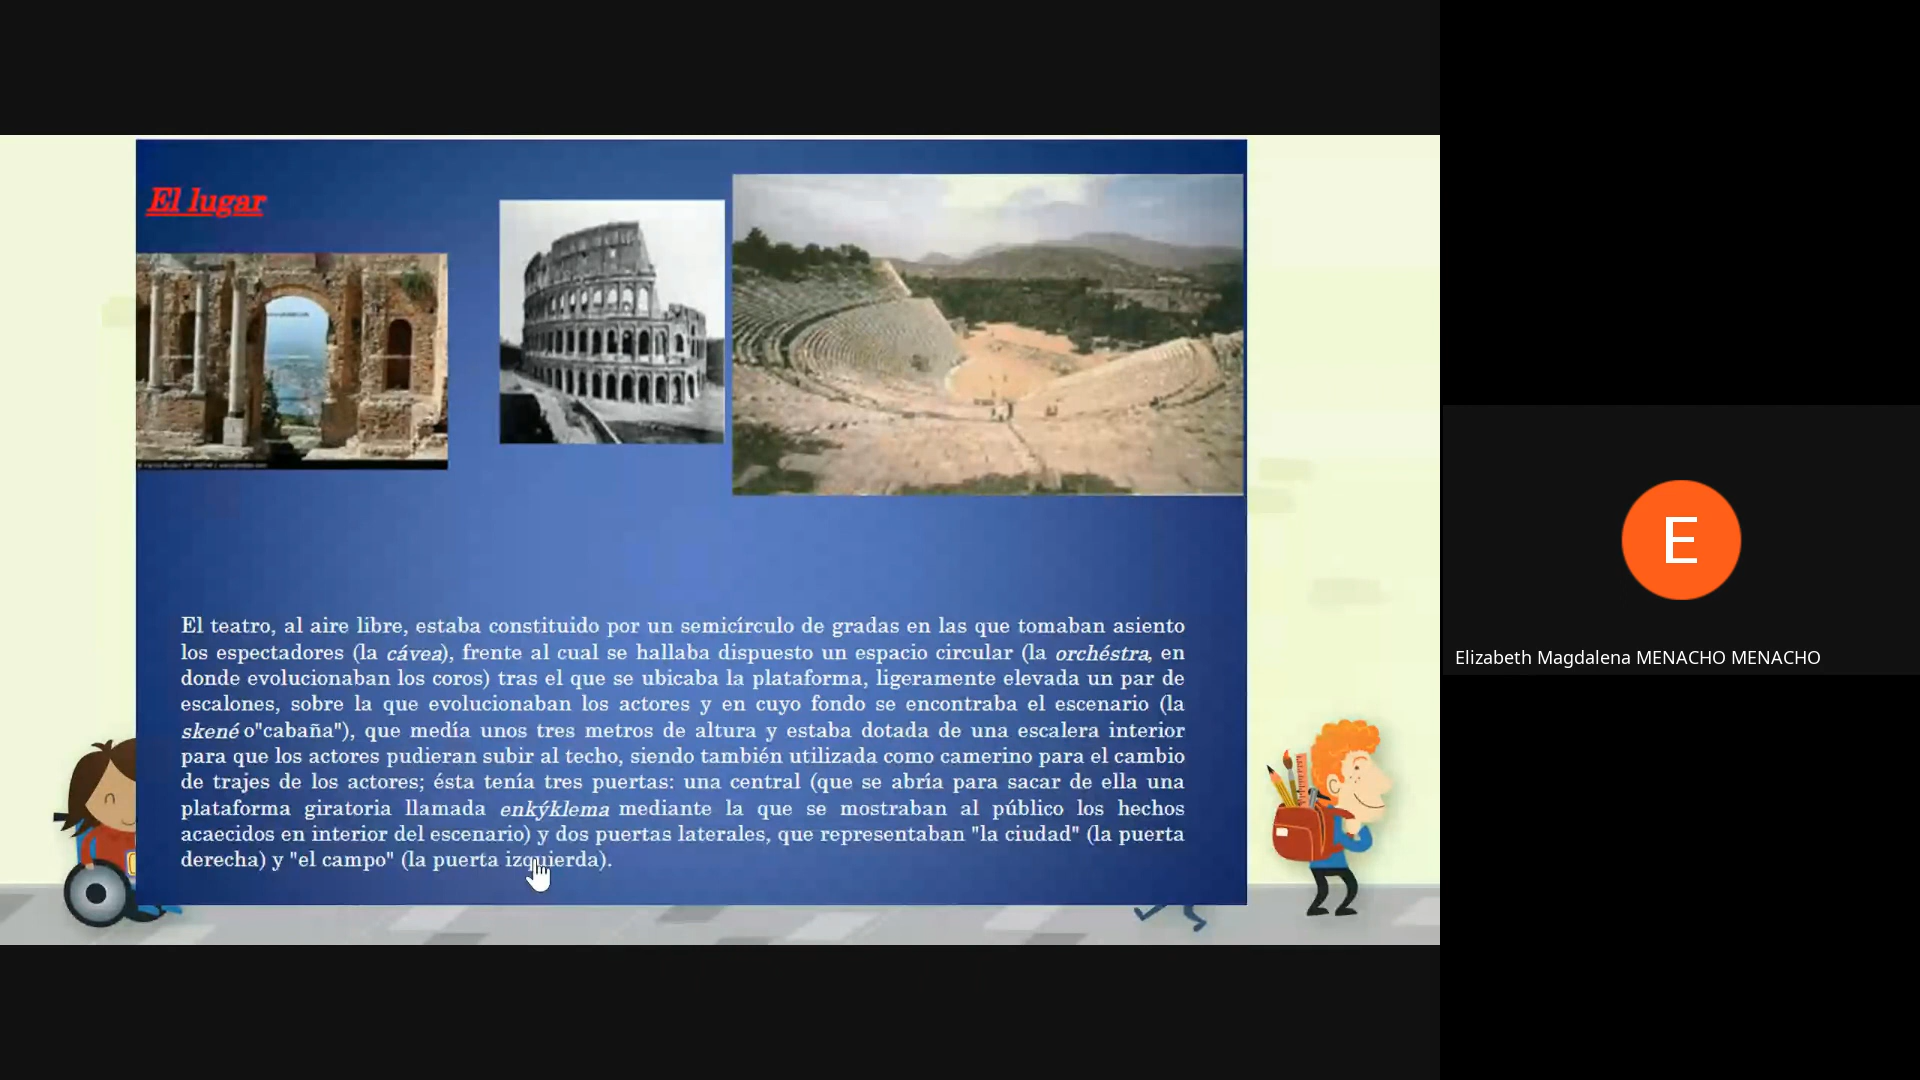 El lugar
El teatro, al aire libre, estaba constituido por un semicírculo de gradas en las que tomaban asiento
los espectadores (la cávea), frente al cual se hallaba dispuesto un espacio circular (la orchéstra, en
donde evolucionaban los coros) tras el que se ubicaba la plataforma, ligeramente elevada un par de
escalones, sobre la que evolucionaban los actores y en cuyo fondo se encontraba el escenario (la
skené o"cabaña"), que medía unos tres metros de altura y estaba dotada de una escalera interior
para que los actores pudieran subir al techo, siendo también utilizada como camerino para el cambio
de trajes de los actores; ésta tenía tres puertas: una central (que se abría para sacar de ella una
plataforma giratoria llamada enkýklema mediante la que se mostraban al público los hechos
acaecidos en interior del escenario) y dos puertas laterales, que representaban "la ciudad" (la puerta
derecha) y "el campo" (la puerta izquierda).
E
Elizabeth Magdalena MENACHO MENACHO